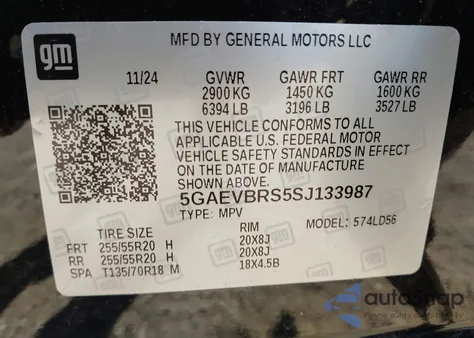 gm
MFD BY GENERAL MOTORS LLC
11/24 GVWR GAWR FRT GAWR RR
2900 KG 1450 KG 1600 KG
6394 LB 3196 LB 3527 LB
THIS VEHICLE CONFORMS TO ALL
APPLICABLE U.S. FEDERAL MOTOR
VEHICLE SAFETY STANDARDS IN EFFECT
ON THE DATE OF MANUFACTURE.
5GAEVBRS5SJ133987
TYPE: MPV MODEL: 574LD56
TIRE SIZE RIM
FRT 255/55R20 H 20X8J
RR 255/55R20 H 20X8J
SPA T135/70R18 M 18X4.5B
autosnap